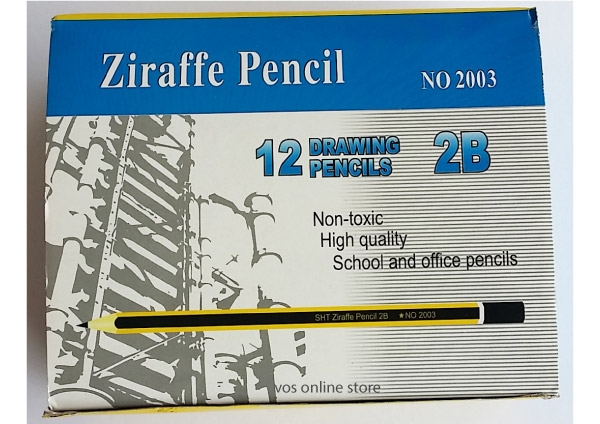 Ziraffe Pencil NO 2003
12 DRAWING PENCILS 2B
Non-toxic
High quality
School and office pencils
SHT Ziraffe Pencil 2B ★NO 2003
vos online store